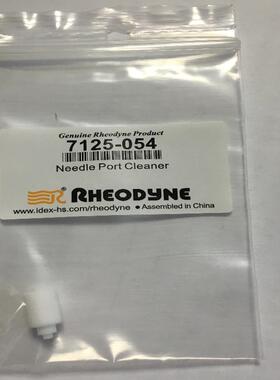 Genuine Rheodyne Product
7125-054
Needle Port Cleaner
RHEODYNE
www.idex-hs.com/rheodyne • Assembled in China